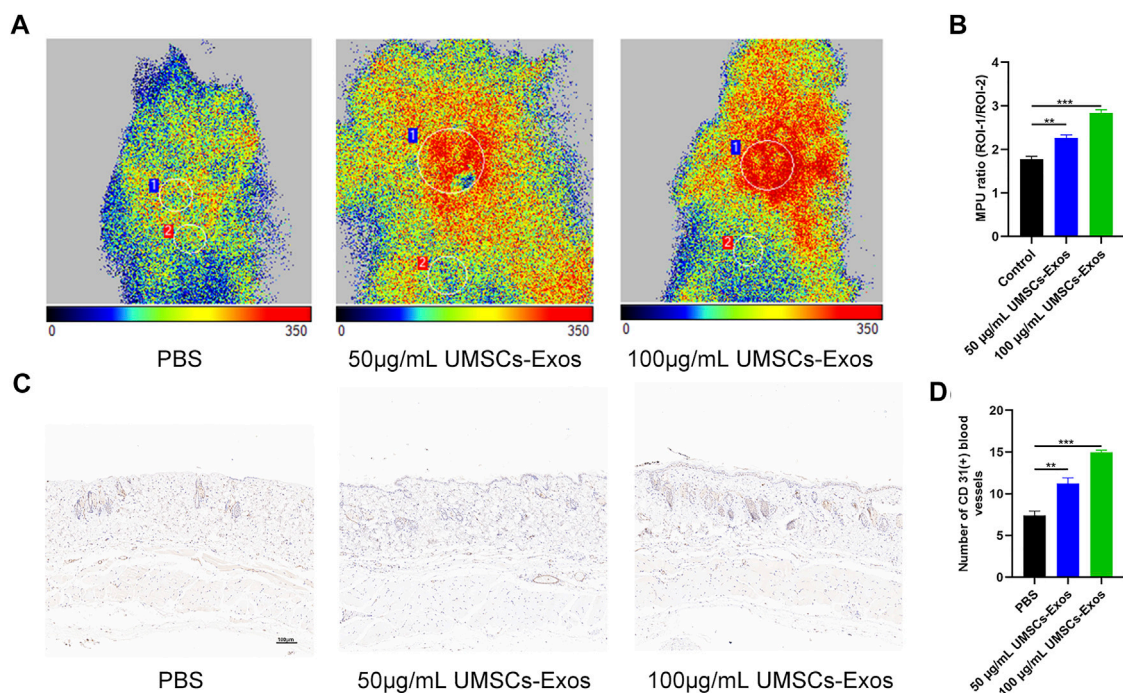 A
1
2
0 350
PBS
1
2
0 350
50µg/mL UMSCs-Exos
1
2
0 350
100µg/mL UMSCs-Exos
B
MPU ratio (ROI-1/ROI-2)
4
3
2
1
0
**
***
Control
50 µg/mL UMSCs-Exos
100 µg/mL UMSCs-Exos
C
100µm
PBS
50µg/mL UMSCs-Exos
100µg/mL UMSCs-Exos
D
Number of CD 31(+) blood
vessels
20
15
10
5
0
**
***
PBS
50 µg/mL UMSCs-Exos
100 µg/mL UMSCs-Exos